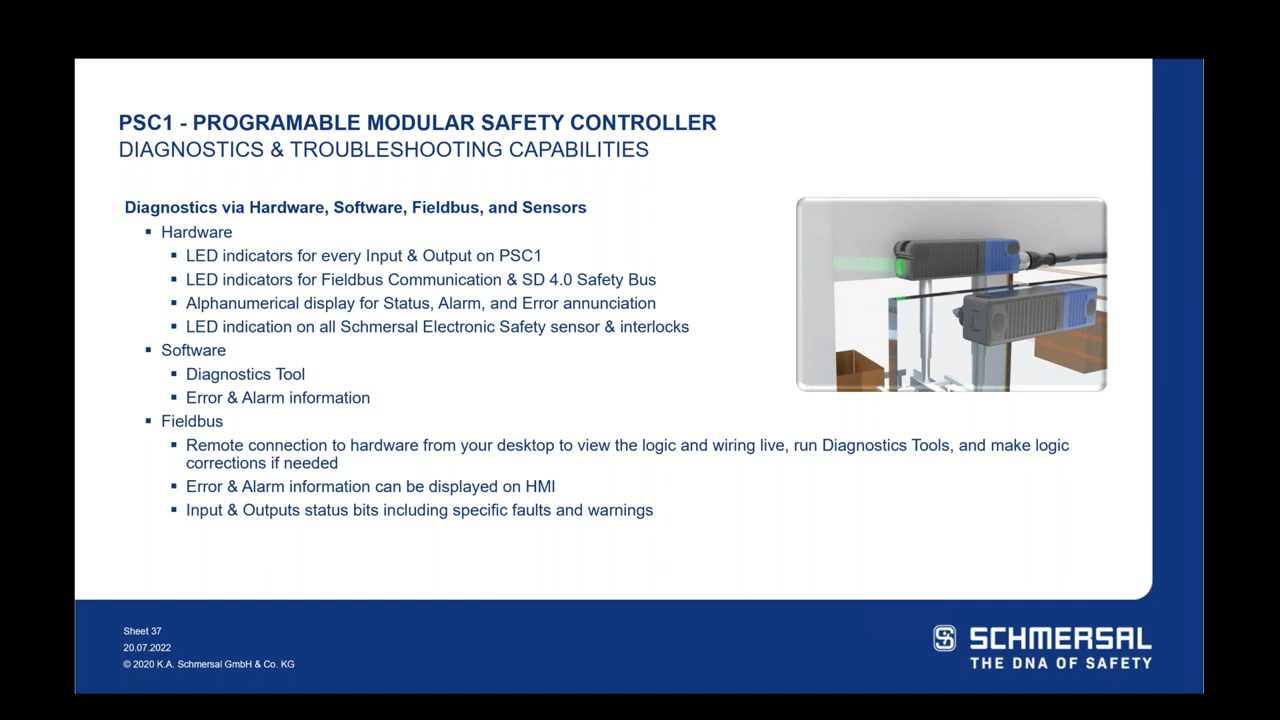 PSC1 - PROGRAMABLE MODULAR SAFETY CONTROLLER
DIAGNOSTICS & TROUBLESHOOTING CAPABILITIES
Diagnostics via Hardware, Software, Fieldbus, and Sensors
▪ Hardware
▪ LED indicators for every Input & Output on PSC1
▪ LED indicators for Fieldbus Communication & SD 4.0 Safety Bus
▪ Alphanumerical display for Status, Alarm, and Error annunciation
▪ LED indication on all Schmersal Electronic Safety sensor & interlocks
▪ Software
▪ Diagnostics Tool
▪ Error & Alarm information
▪ Fieldbus
▪ Remote connection to hardware from your desktop to view the logic and wiring live, run Diagnostics Tools, and make logic
corrections if needed
▪ Error & Alarm information can be displayed on HMI
▪ Input & Outputs status bits including specific faults and warnings
Sheet 37
20.07.2022
© 2020 K.A. Schmersal GmbH & Co. KG
SCHMERSAL
THE DNA OF SAFETY